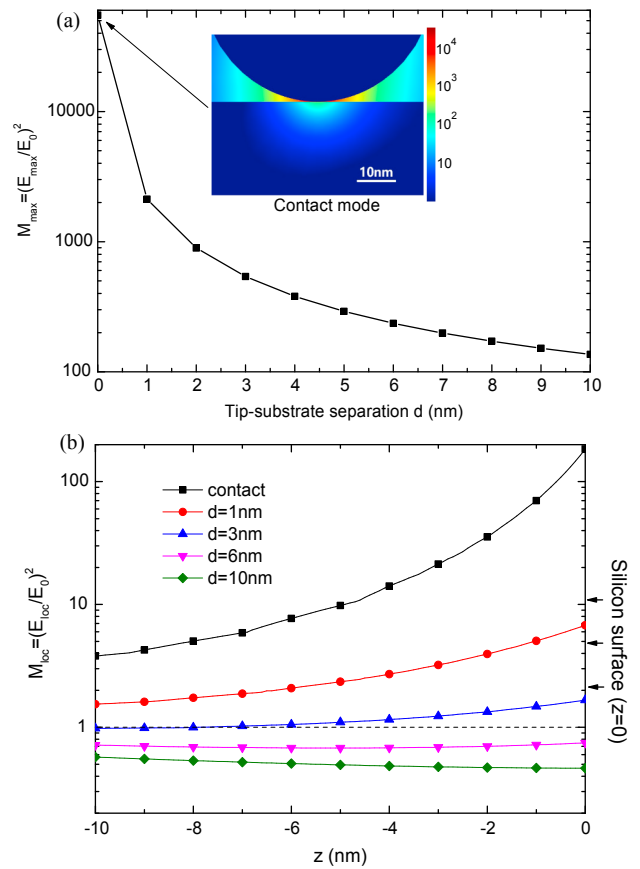 (a)
10000
1000
100
M_max =(E_max/E_0)^2
10^4
10^3
10^2
10
10nm
Contact mode
0 1 2 3 4 5 6 7 8 9 10
Tip-substrate separation d (nm)
(b)
100
10
1
M_loc=(E_loc/E_0)^2
contact
d=1nm
d=3nm
d=6nm
d=10nm
Silicon surface (z=0)
-10 -8 -6 -4 -2 0
z (nm)